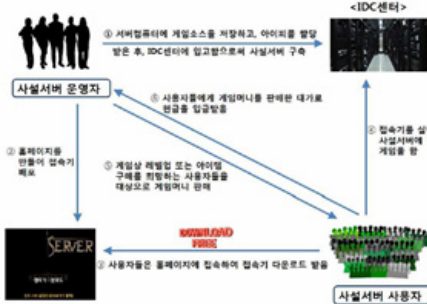 <IDC센터>
① 서버컴퓨터에 게임소스를 저장하고, 아이피를 할당
받은 후, IDC센터에 입고함으로써 사설서버 구축
사설서버 운영자
⑥ 사용자들에게 게임머니를 판매한 대가로
현금을 입금받음
④ 접속기를 실
사설서버에
게임을 함
② 홈페이지를
만들어 접속기
배포
⑤ 게임상 레벨업 또는 아이템
구매를 희망하는 사용자들을
대상으로 게임머니 판매
SERVER
DOWNLOAD
FREE
③ 사용자들은 홈페이지에 접속하여 접속기 다운로드 받음
사설서버 사용자